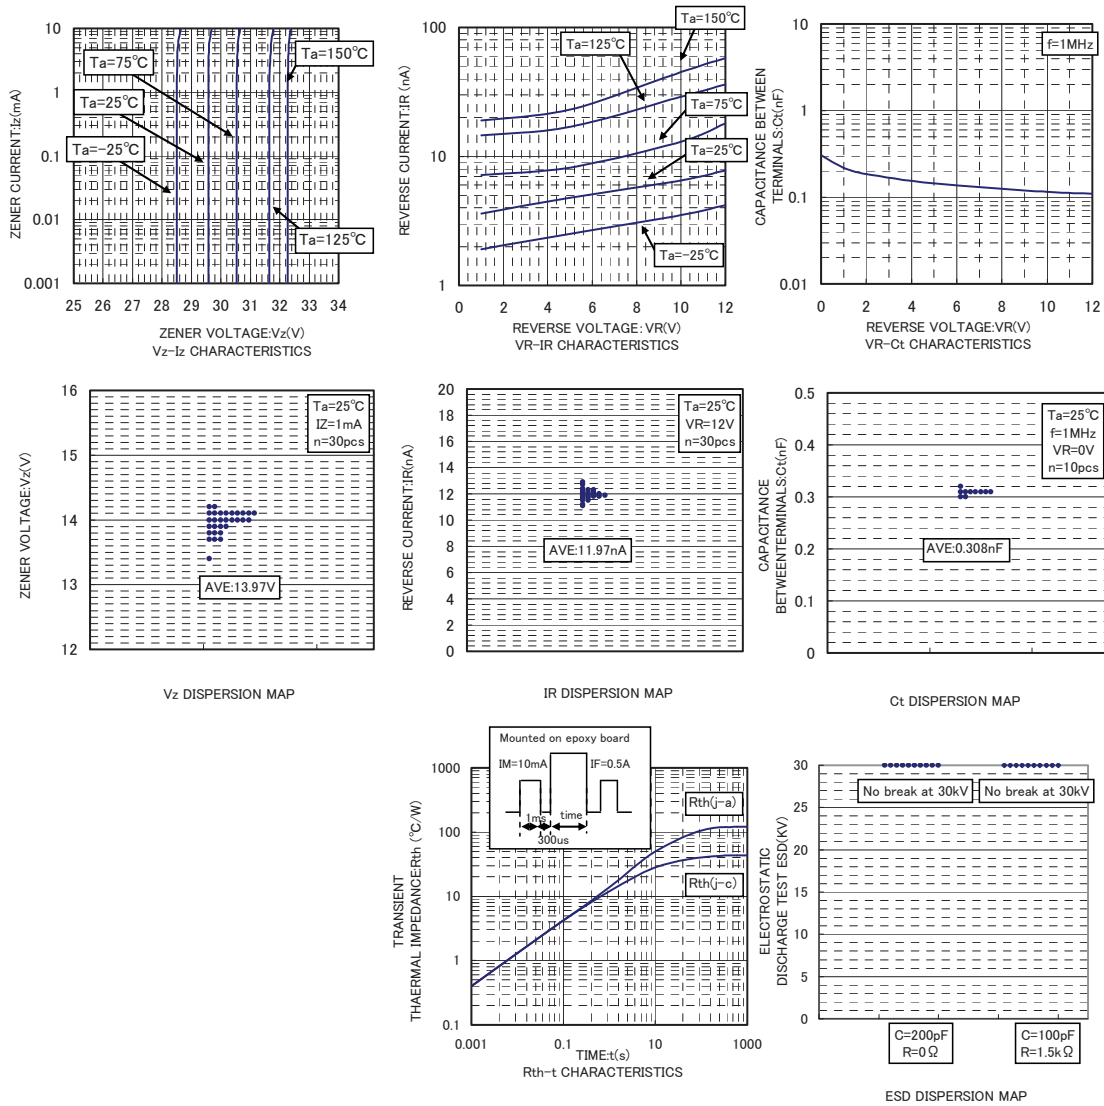 10
1
0.1
0.01
0.001
25 26 27 28 29 30 31 32 33 34
ZENER CURRENT:Iz(mA)
Ta=75℃
Ta=25℃
Ta=-25℃
Ta=150℃
Ta=125℃
ZENER VOLTAGE:Vz(V)
Vz-Iz CHARACTERISTICS
100
10
1
0 2 4 6 8 10 12
REVERSE CURRENT:IR (nA)
Ta=150℃
Ta=125℃
Ta=75℃
Ta=25℃
Ta=-25℃
REVERSE VOLTAGE:VR(V)
VR-IR CHARACTERISTICS
10
1
0.1
0.01
0 2 4 6 8 10 12
CAPACITANCE BETWEEN
TERMINALS:Ct(nF)
f=1MHz
REVERSE VOLTAGE:VR(V)
VR-Ct CHARACTERISTICS
16
15
14
13
12
ZENER VOLTAGE:Vz(V)
Ta=25℃
IZ=1mA
n=30pcs
AVE:13.97V
Vz DISPERSION MAP
20
18
16
14
12
10
8
6
4
2
0
REVERSE CURRENT:IR(nA)
Ta=25℃
VR=12V
n=30pcs
AVE:11.97nA
IR DISPERSION MAP
0.5
0.4
0.3
0.2
0.1
0
CAPACITANCE
BETWEENTERMINALS:Ct(nF)
Ta=25℃
f=1MHz
VR=0V
n=10pcs
AVE:0.308nF
Ct DISPERSION MAP
1000
100
10
1
0.1
0.001 0.1 10 1000
TRANSIENT
THAERMAL IMPEDANCE:Rth (℃/W)
Mounted on epoxy board
IM=10mA IF=0.5A
1ms time
300us
Rth(j-a)
Rth(j-c)
TIME:t(s)
Rth-t CHARACTERISTICS
30
25
20
15
10
5
0
ELECTROSTATIC
DISCHARGE TEST ESD(KV)
No break at 30kV No break at 30kV
C=200pF
R=0Ω
C=100pF
R=1.5kΩ
ESD DISPERSION MAP